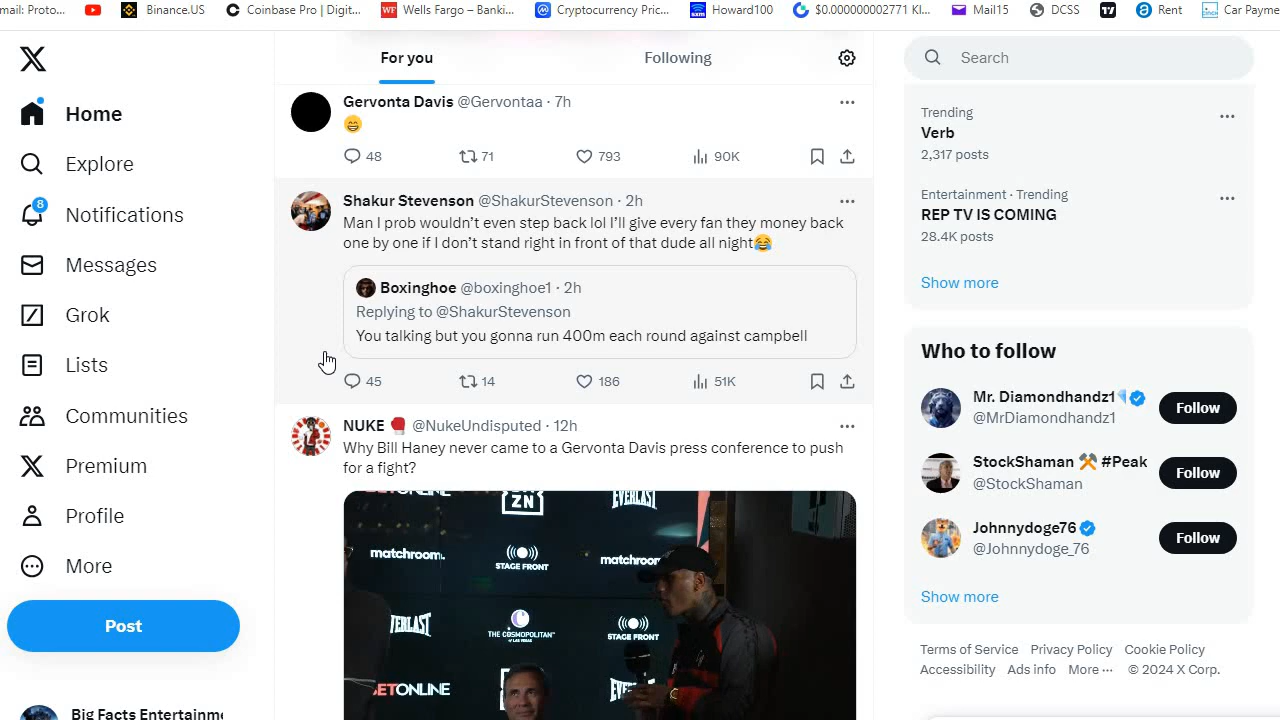 mail: Proto...
Binance.US
Coinbase Pro | Digit...
WF
Wells Fargo – Banki...
Cryptocurrency Pric...
sxm
Howard100
$0.000000002771 Kl...
Mail15
DCSS
Rent
Car Payme
For you
Following
Search
Home
Explore
8
Notifications
Messages
Grok
Lists
Communities
Premium
Profile
More
Post
Big Facts Entertainme
Gervonta Davis @Gervontaa · 7h
😁
48 71 793 90K
Shakur Stevenson @ShakurStevenson · 2h
Man I prob wouldn’t even step back lol I’ll give every fan they money back
one by one if I don’t stand right in front of that dude all night😂
Boxinghoe @boxinghoe1 · 2h
Replying to @ShakurStevenson
You talking but you gonna run 400m each round against campbell
45 14 186 51K
NUKE 🥊 @NukeUndisputed · 12h
Why Bill Haney never came to a Gervonta Davis press conference to push
for a fight?
BETONLINE
ZN
EVERLAST
matchroom.
STAGE FRONT
matchroom
VERLAST
THE COSMOPOLITAN
of LAS VEGAS
STAGE FRONT
BETONLINE
Trending
Verb
2,317 posts
Entertainment · Trending
REP TV IS COMING
28.4K posts
Show more
Who to follow
Mr. Diamondhandz1💎
@MrDiamondhandz1
Follow
StockShaman ⚒️ #Peak
@StockShaman
Follow
Johnnydoge76
@Johnnydoge_76
Follow
Show more
Terms of Service Privacy Policy Cookie Policy
Accessibility Ads info More ··· © 2024 X Corp.